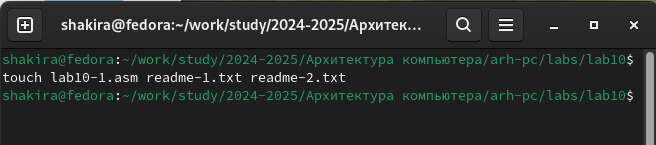 shakira@fedora:~/work/study/2024-2025/Архитек...
shakira@fedora:~/work/study/2024-2025/Архитектура компьютера/arh-pc/labs/lab10$
touch lab10-1.asm readme-1.txt readme-2.txt
shakira@fedora:~/work/study/2024-2025/Архитектура компьютера/arh-pc/labs/lab10$